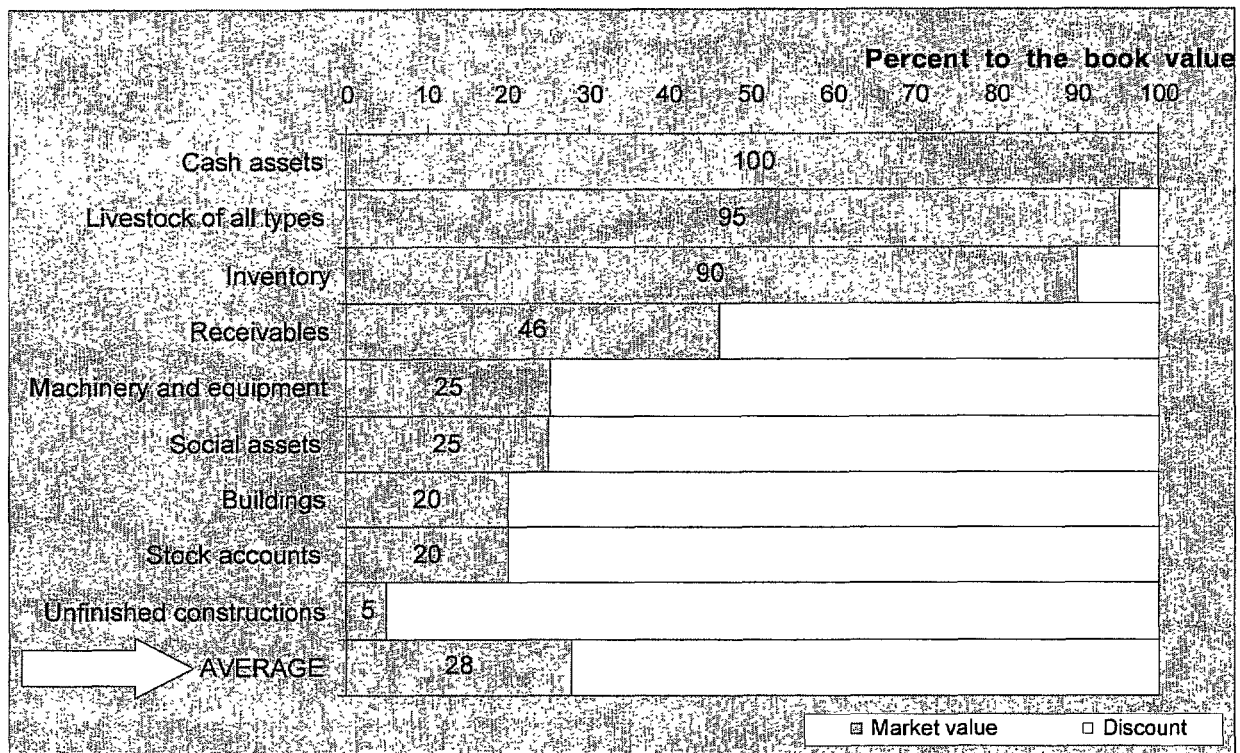 Percent to the book value
0 10 20 30 40 50 60 70 80 90 100
Cash assets 100
Livestock of all types 95
Inventory 90
Receivables 46
Machinery and equipment 25
Social assets 25
Buildings 20
Stock accounts 20
Unfinished constructions 5
AVERAGE 28
Market value Discount